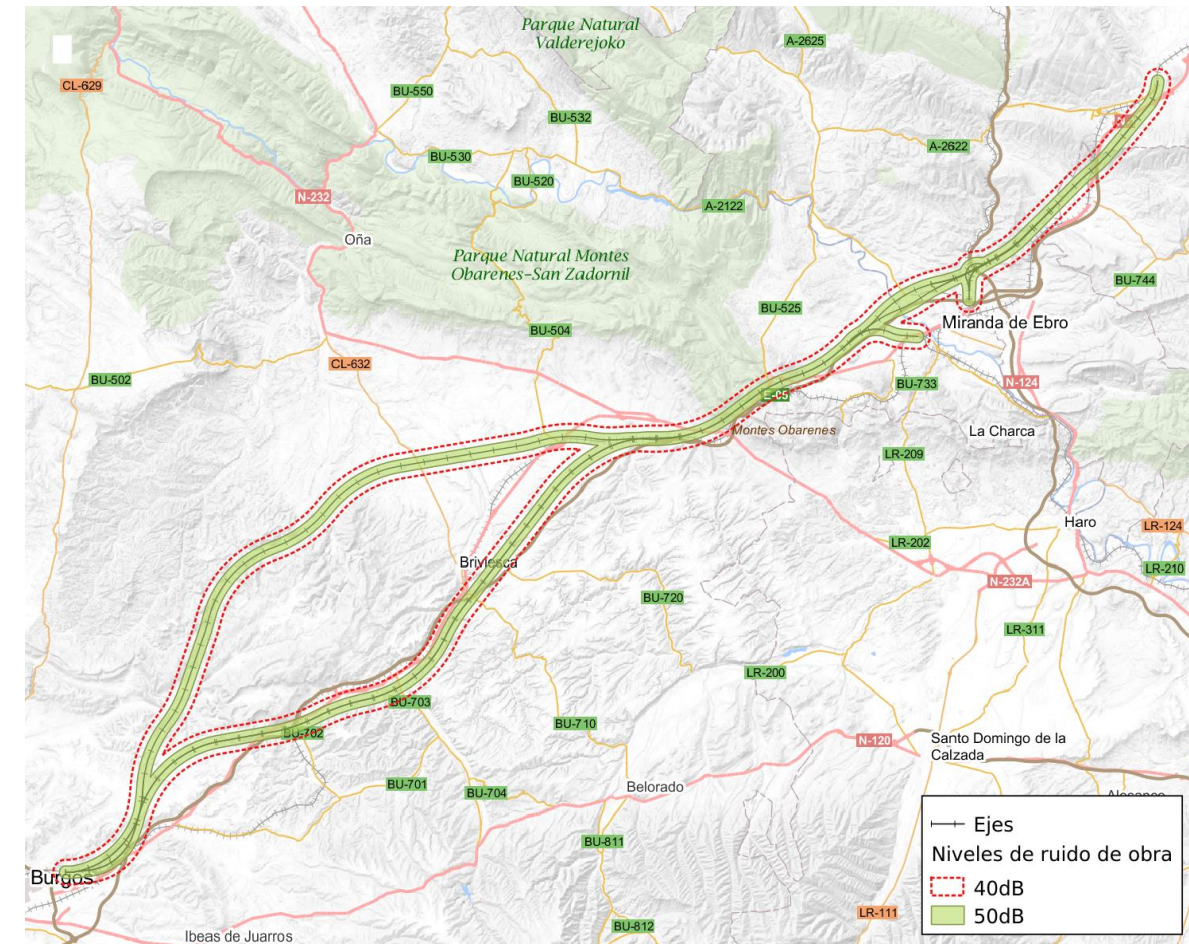 Parque Natural
Valderejoko
A-2625
CL-629
BU-550
BU-532
A-2622
BU-530
BU-520
N-232
A-2122
Oña
Parque Natural Montes
Obarenes-San Zadornil
BU-744
BU-525
Miranda de Ebro
BU-504
CL-632
BU-502
BU-733
N-124
E-05
Montes Obarenes
La Charca
LR-209
Haro
LR-124
LR-202
Briviesca
LR-210
N-232A
BU-720
LR-311
LR-200
BU-703
BU-710
BU-702
N-120
Santo Domingo de la
Calzada
BU-701
BU-704
Belorado
BU-811
Burgos
LR-111
BU-812
Ibeas de Juarros
Ejes
Niveles de ruido de obra
40dB
50dB